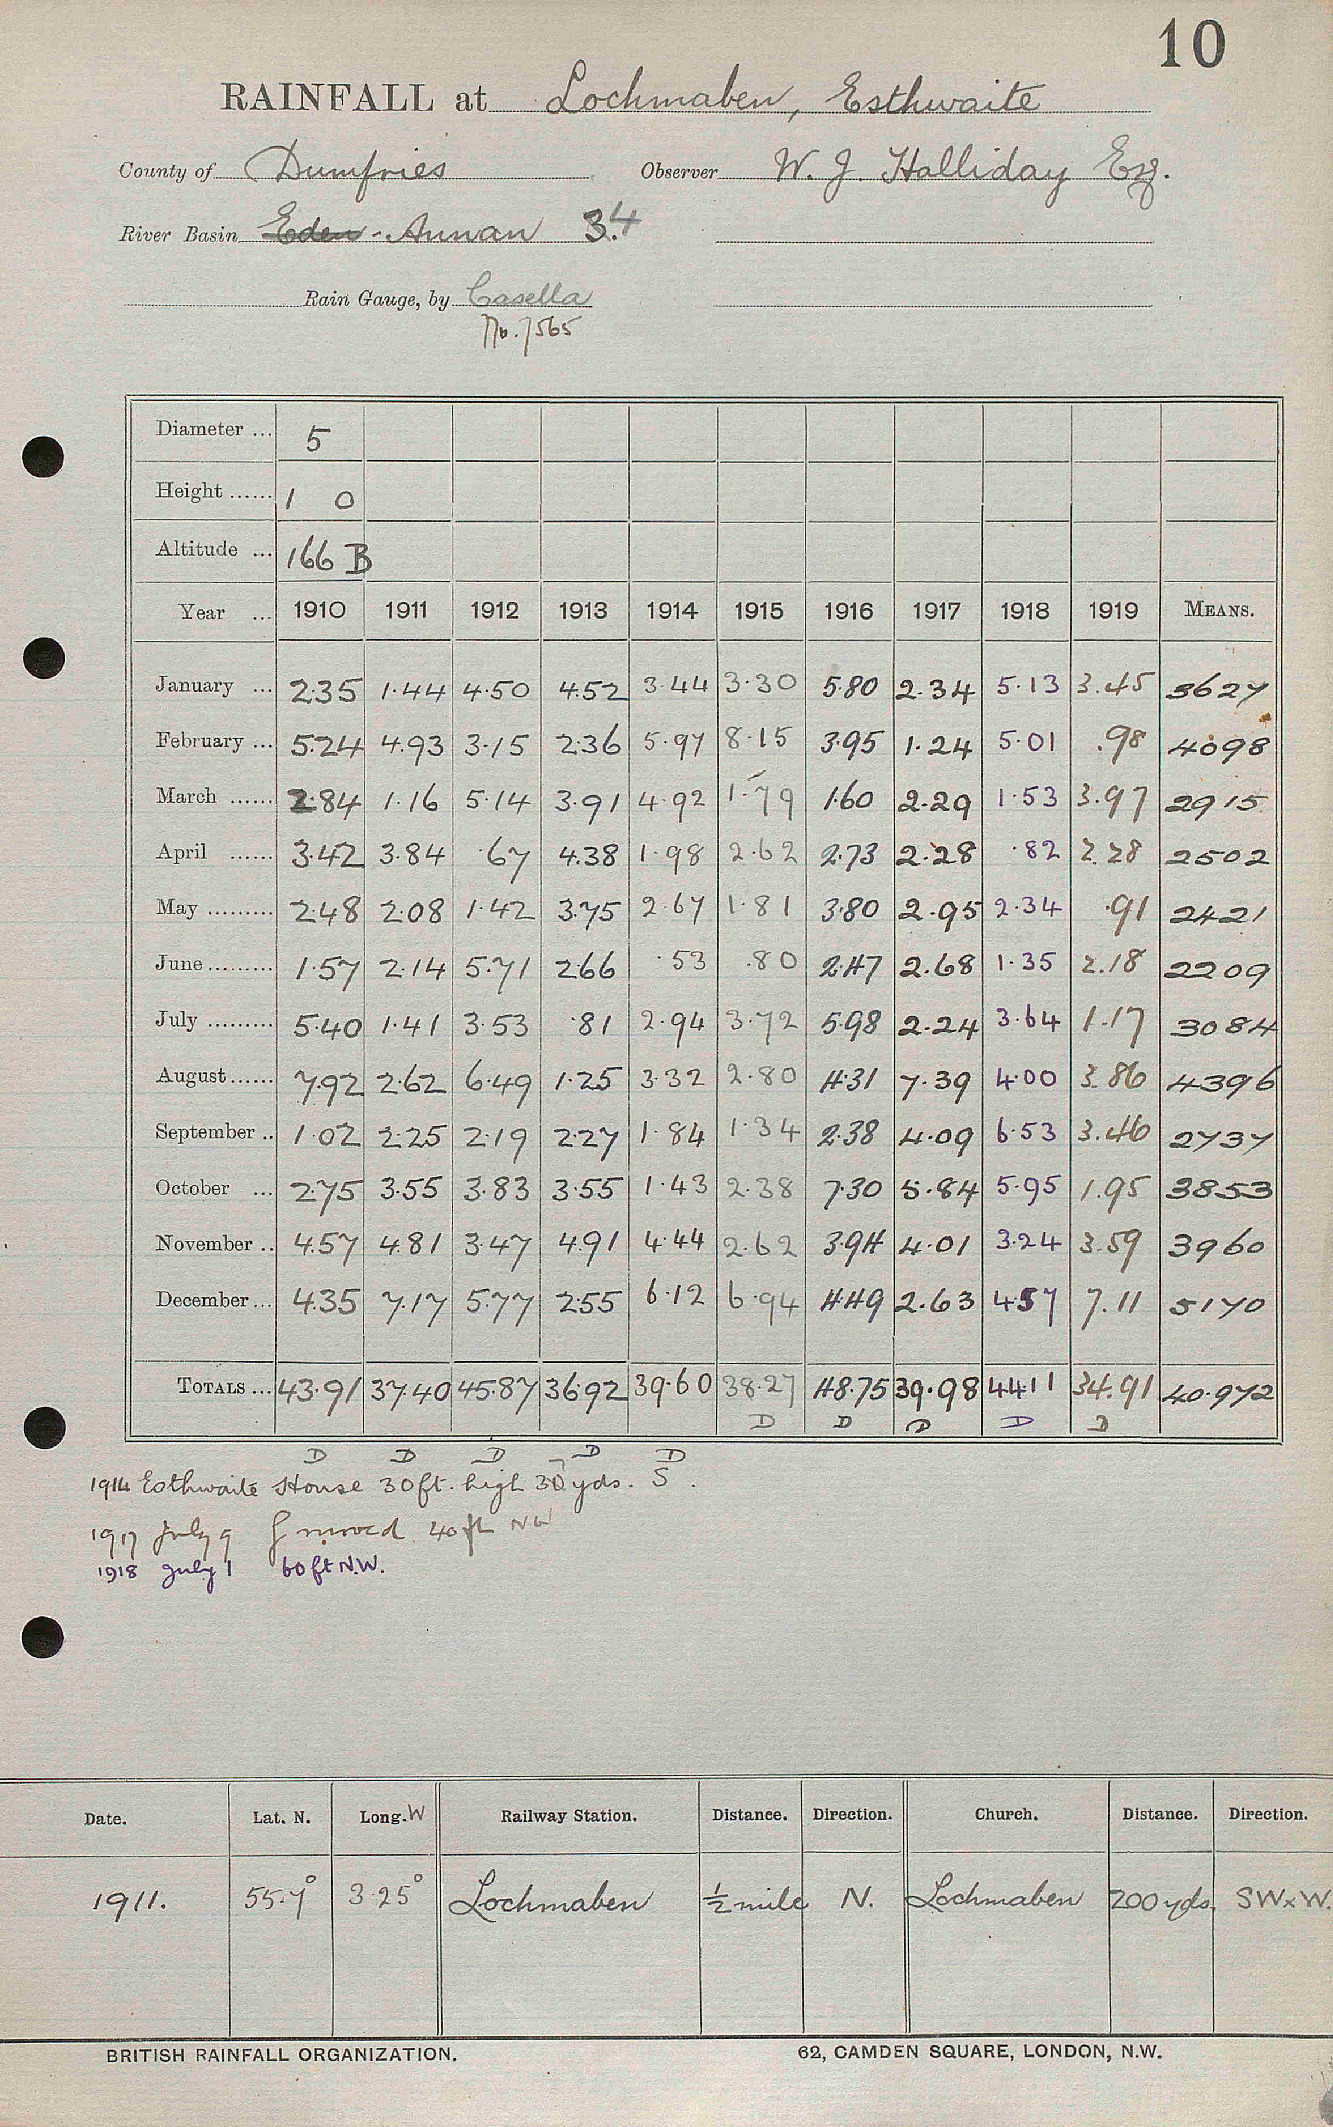 10
RAINFALL at Lochmaben, Esthwaite
County of Dumfries Observer W. J. Halliday Esq.
River Basin Eden - Annan 3.4
Rain Gauge, by Casella
No. 7565
Diameter ... 5
Height ...... 1 0
Altitude ... 166 B
Year ... 1910 1911 1912 1913 1914 1915 1916 1917 1918 1919 MEANS.
January ... 2.35 1.44 4.50 4.52 3.44 3.30 5.80 2.34 5.13 3.45 3627
February ... 5.24 4.93 3.15 2.36 5.97 8.15 3.95 1.24 5.01 .98 4098
March ...... 2.84 1.16 5.14 3.91 4.92 1.79 1.60 2.29 1.53 3.97 2915
April ...... 3.42 3.84 .67 4.38 1.98 2.62 2.73 2.28 .82 2.28 2502
May ......... 2.48 2.08 1.42 3.75 2.67 1.81 3.80 2.95 2.34 .91 2421
June ......... 1.57 2.14 5.71 2.66 .53 .80 2.47 2.68 1.35 2.18 2209
July ......... 5.40 1.41 3.53 .81 2.94 3.72 5.98 2.24 3.64 1.17 3084
August ...... 7.92 2.62 6.49 1.25 3.32 2.80 4.31 7.39 4.00 3.86 4396
September .. 1.02 2.25 2.19 2.27 1.84 1.34 2.38 4.09 6.53 3.46 2737
October ... 2.75 3.55 3.83 3.55 1.43 2.38 7.30 5.84 5.95 1.95 3853
November .. 4.57 4.81 3.47 4.91 4.44 2.62 3.94 4.01 3.24 3.59 3960
December ... 4.35 7.17 5.77 2.55 6.12 6.94 4.49 2.63 4.57 7.11 5170
TOTALS ... 43.91 37.40 45.87 36.92 39.60 38.27 48.75 39.98 44.11 34.91 40.972
D D D D D
D D D D D
1914 Esthwaite House 30 ft. high 30 yds. S.
1917 July 9 G moved 40 ft NW
1918 July 1 60 ft N.W.
Date. Lat. N. Long. W Railway Station. Distance. Direction. Church. Distance. Direction.
1911. 55.7° 3.25° Lochmaben ½ mile N. Lochmaben 200 yds. SWxW.
BRITISH RAINFALL ORGANIZATION. 62, CAMDEN SQUARE, LONDON, N.W.